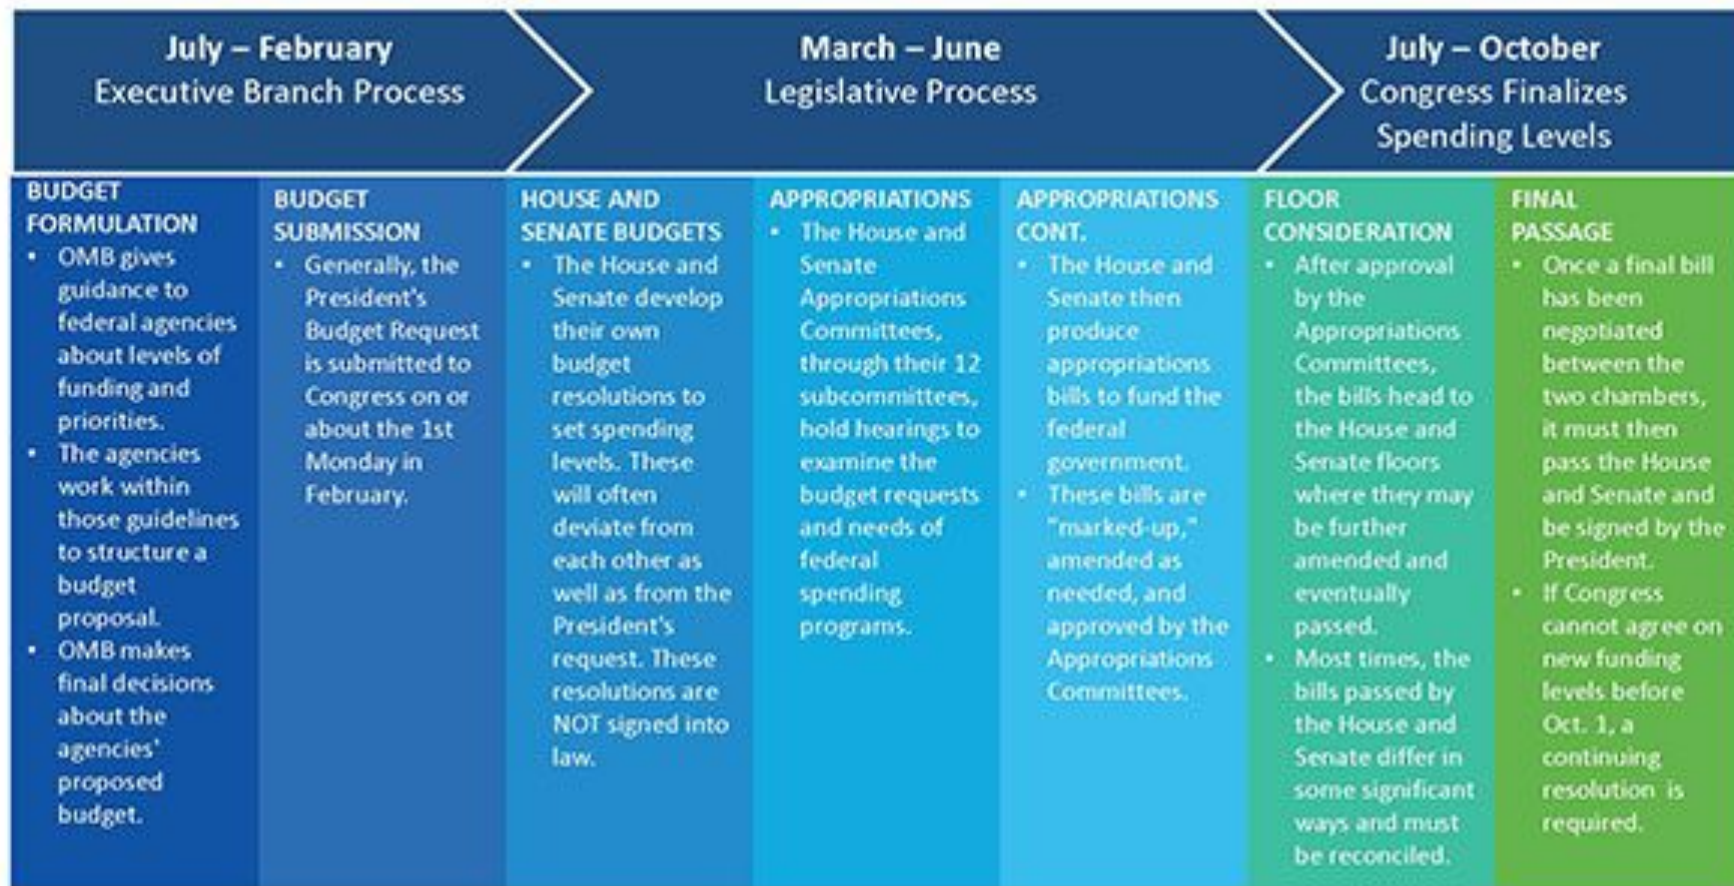 July – February
Executive Branch Process
March – June
Legislative Process
July – October
Congress Finalizes
Spending Levels
BUDGET
FORMULATION
• OMB gives
guidance to
federal agencies
about levels of
funding and
priorities.
• The agencies
work within
those guidelines
to structure a
budget
proposal.
• OMB makes
final decisions
about the
agencies'
proposed
budget.
BUDGET
SUBMISSION
• Generally, the
President's
Budget Request
is submitted to
Congress on or
about the 1st
Monday in
February.
HOUSE AND
SENATE BUDGETS
• The House and
Senate develop
their own
budget
resolutions to
set spending
levels. These
will often
deviate from
each other as
well as from the
President's
request. These
resolutions are
NOT signed into
law.
APPROPRIATIONS
• The House and
Senate
Appropriations
Committees,
through their 12
subcommittees,
hold hearings to
examine the
budget requests
and needs of
federal
spending
programs.
APPROPRIATIONS
CONT.
• The House and
Senate then
produce
appropriations
bills to fund the
federal
government.
• These bills are
"marked-up,"
amended as
needed, and
approved by the
Appropriations
Committees.
FLOOR
CONSIDERATION
• After approval
by the
Appropriations
Committees,
the bills head to
the House and
Senate floors
where they may
be further
amended and
eventually
passed.
• Most times, the
bills passed by
the House and
Senate differ in
some significant
ways and must
be reconciled.
FINAL
PASSAGE
• Once a final bill
has been
negotiated
between the
two chambers,
it must then
pass the House
and Senate and
be signed by the
President.
• If Congress
cannot agree on
new funding
levels before
Oct. 1, a
continuing
resolution is
required.